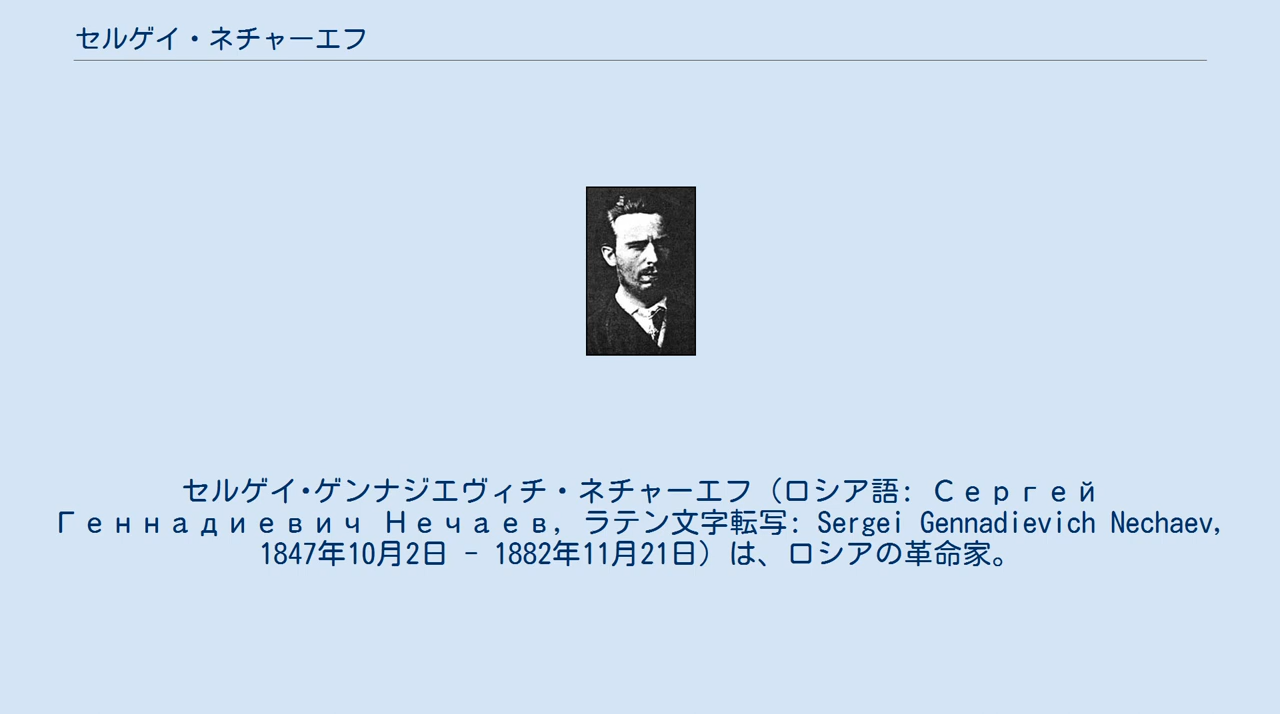 セルゲイ・ネチャーエフ
セルゲイ・ゲンナジエヴィチ・ネチャーエフ（ロシア語: Сергей
Геннадиевич Нечаев, ラテン文字転写: Sergei Gennadievich Nechaev,
1847年10月2日 - 1882年11月21日）は、ロシアの革命家。